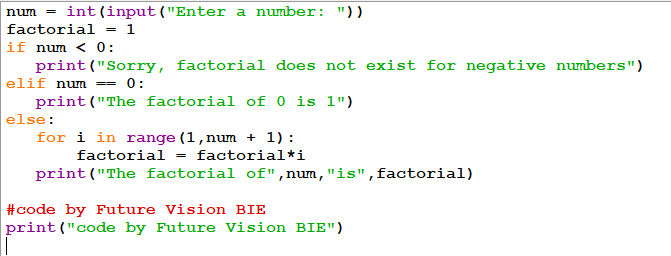 num = int(input("Enter a number: "))
factorial = 1
if num < 0:
   print("Sorry, factorial does not exist for negative numbers")
elif num == 0:
   print("The factorial of 0 is 1")
else:
   for i in range(1,num + 1):
       factorial = factorial*i
   print("The factorial of",num,"is",factorial)

#code by Future Vision BIE
print("code by Future Vision BIE")